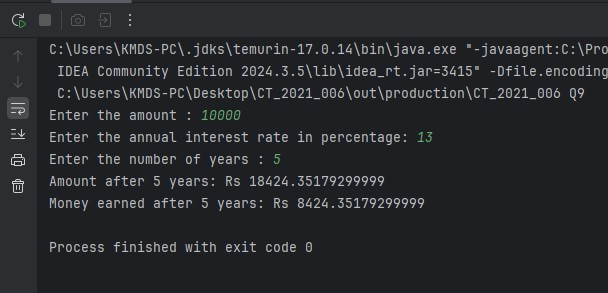 C:\Users\KMDS-PC\.jdks\temurin-17.0.14\bin\java.exe "-javaagent:C:\Pro
IDEA Community Edition 2024.3.5\lib\idea_rt.jar=3415" -Dfile.encoding
C:\Users\KMDS-PC\Desktop\CT_2021_006\out\production\CT_2021_006 Q9
Enter the amount : 10000
Enter the annual interest rate in percentage: 13
Enter the number of years : 5
Amount after 5 years: Rs 18424.35179299999
Money earned after 5 years: Rs 8424.35179299999
Process finished with exit code 0